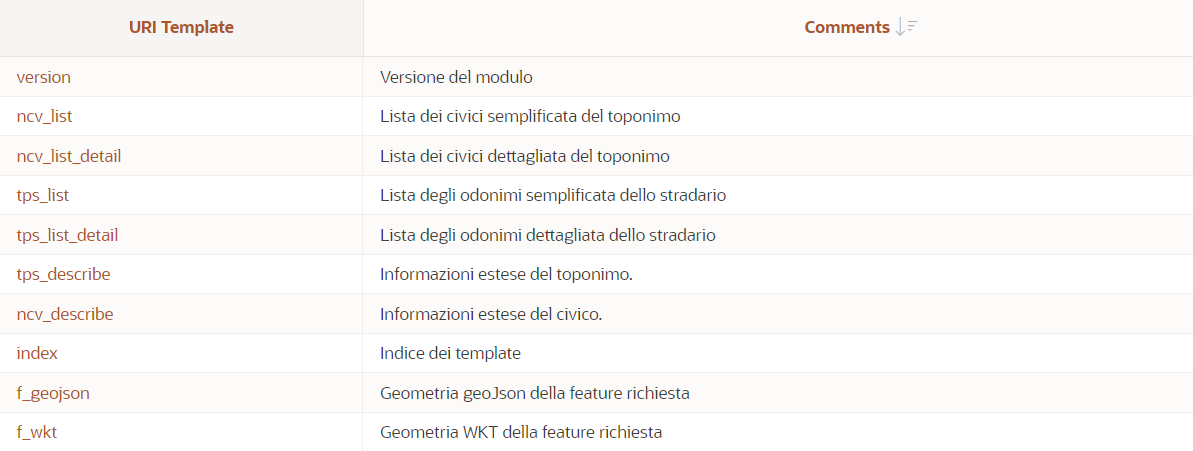 URI Template Comments
version Versione del modulo
ncv_list Lista dei civici semplificata del toponimo
ncv_list_detail Lista dei civici dettagliata del toponimo
tps_list Lista degli odonimi semplificata dello stradario
tps_list_detail Lista degli odonimi dettagliata dello stradario
tps_describe Informazioni estese del toponimo.
ncv_describe Informazioni estese del civico.
index Indice dei template
f_geojson Geometria geoJson della feature richiesta
f_wkt Geometria WKT della feature richiesta